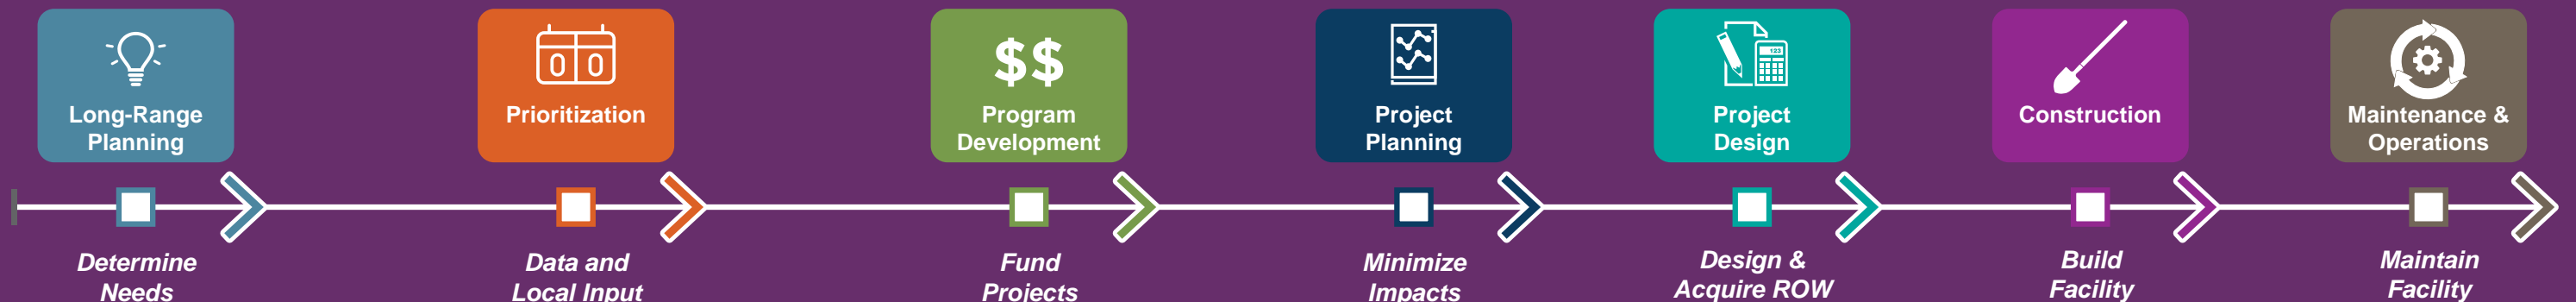 Long-Range
Planning
Prioritization
$$
Program
Development
Project
Planning
123
Project
Design
Construction
Maintenance &
Operations
Determine
Needs
Data and
Local Input
Fund
Projects
Minimize
Impacts
Design &
Acquire ROW
Build
Facility
Maintain
Facility